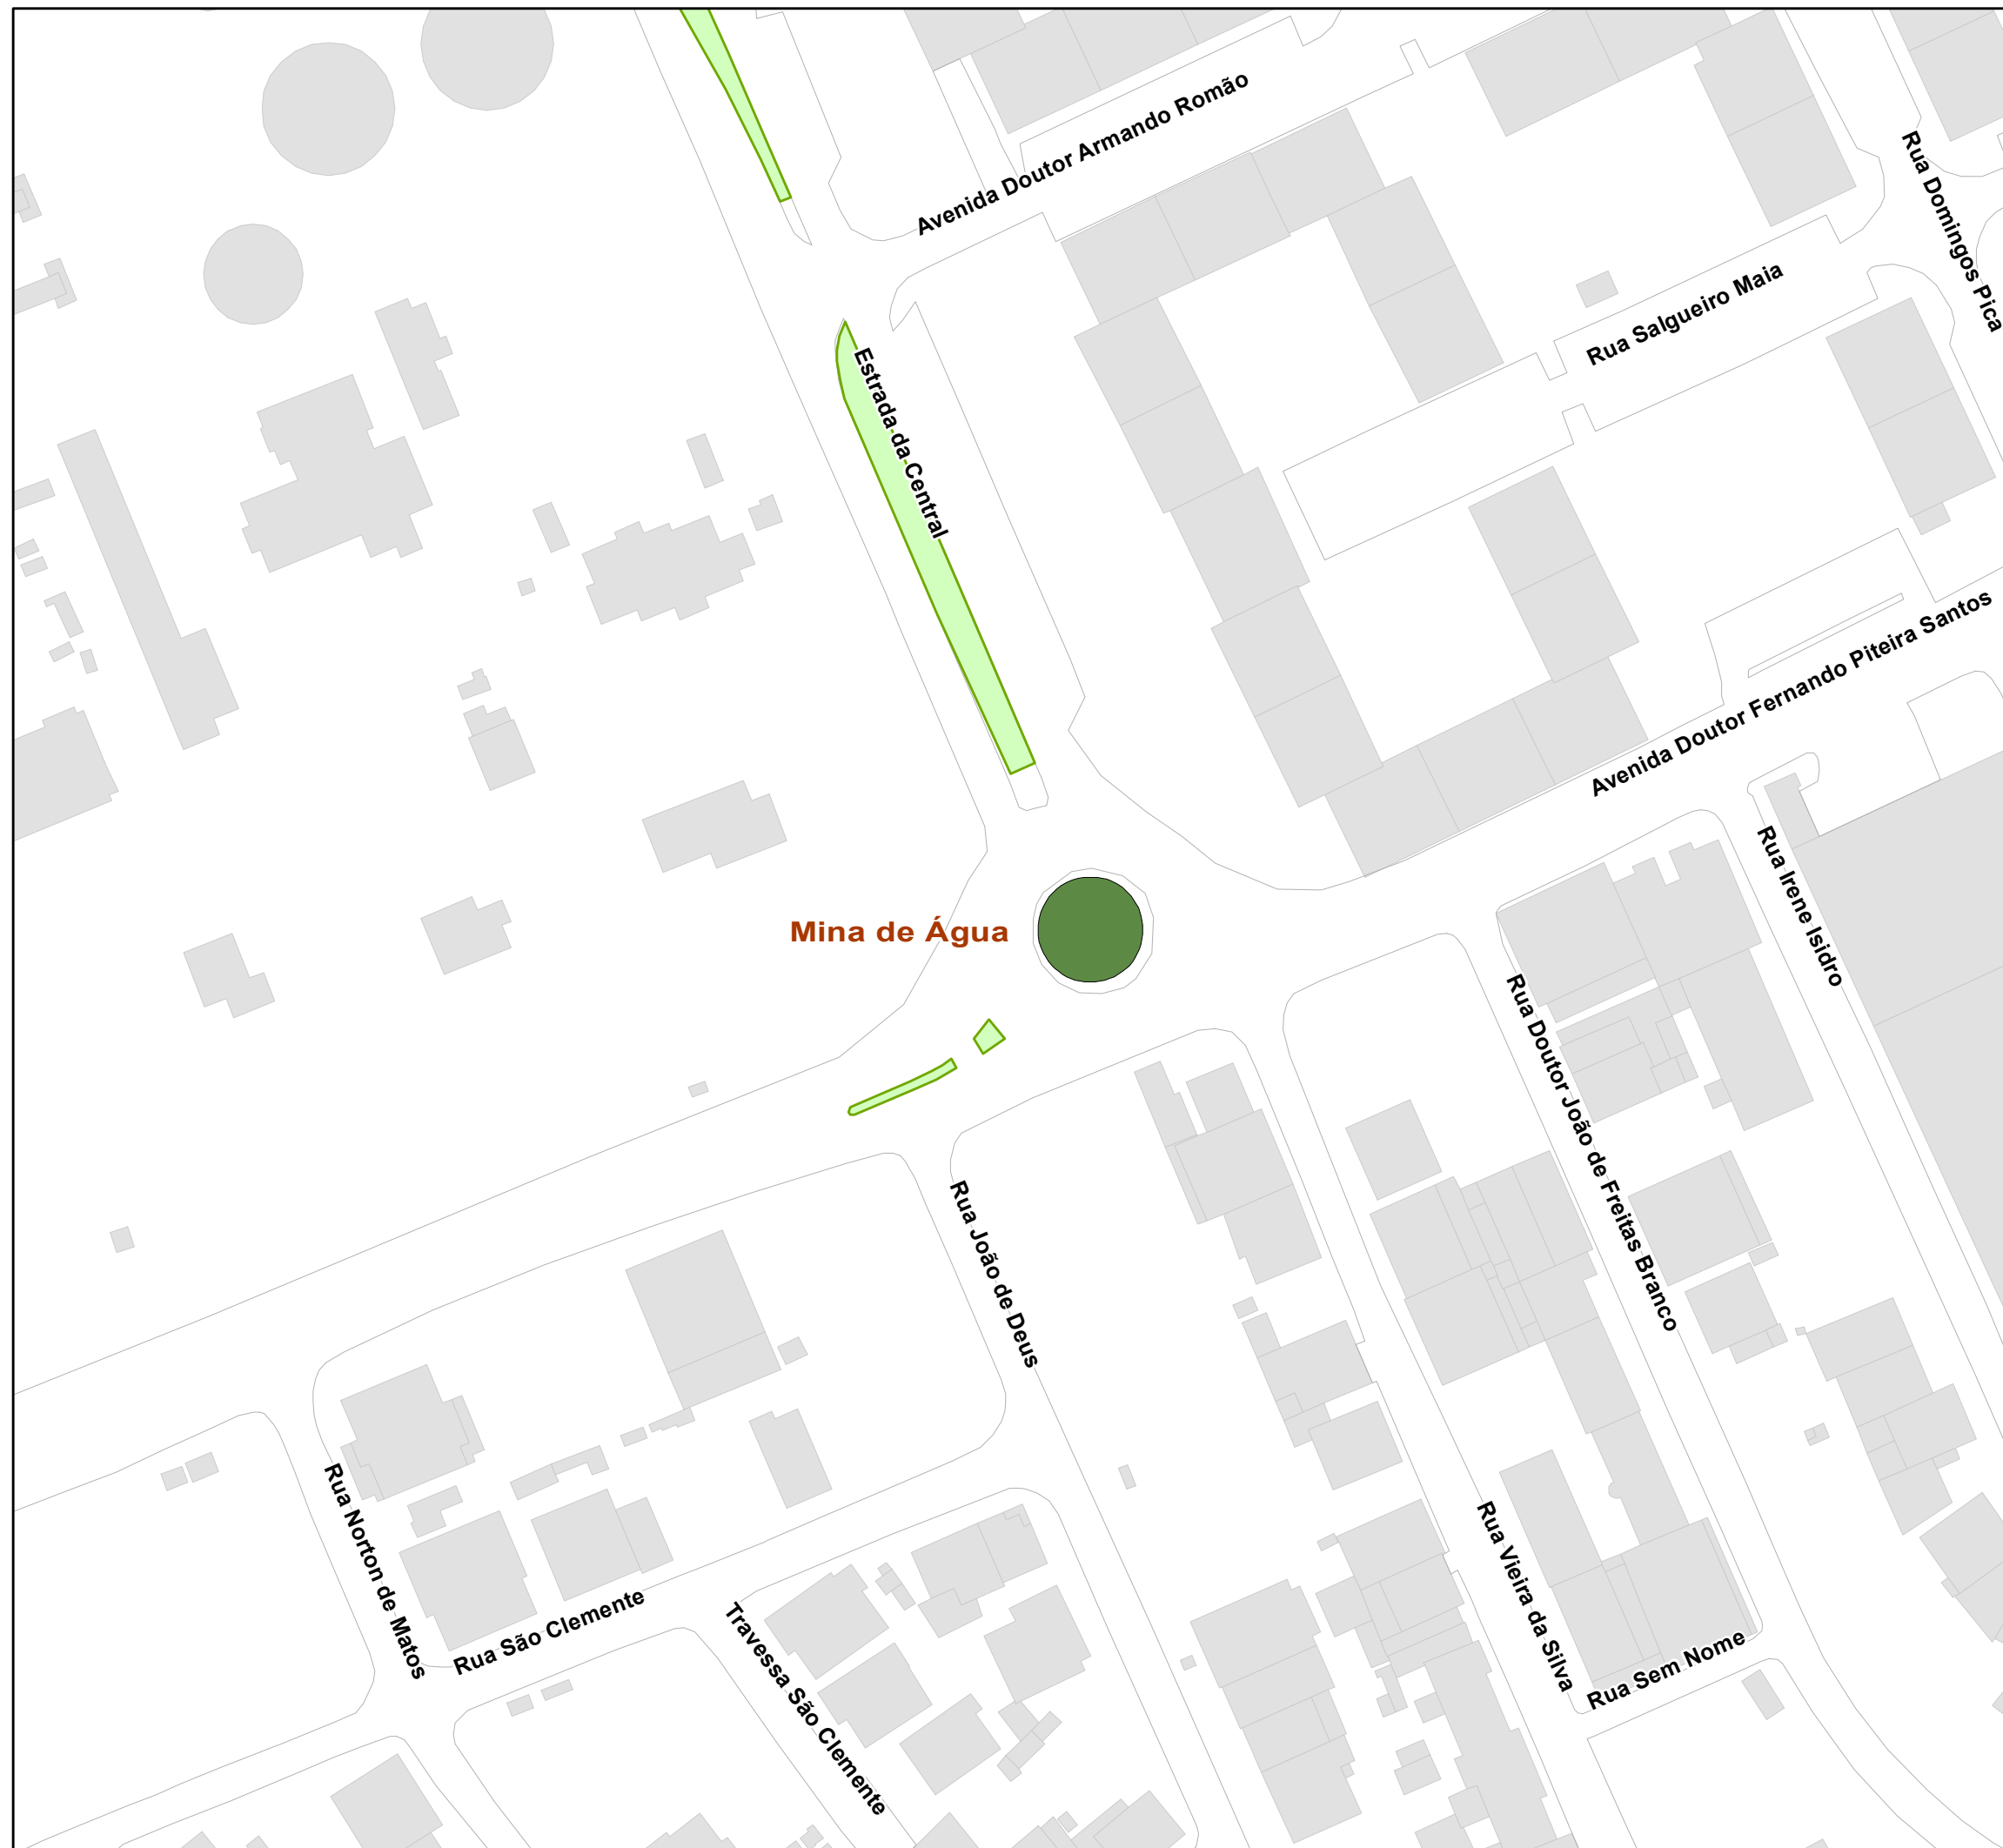 Avenida Doutor Armando Romão
Rua Domingos Pica
Rua Salgueiro Maia
Estrada da Central
Avenida Doutor Fernando Piteira Santos
Rua Irene Isidro
Mina de Água
Rua Doutor João de Freitas Branco
Rua João de Deus
Rua Norton de Matos
Rua Vieira da Silva
Rua São Clemente
Travessa São Clemente
Rua Sem Nome